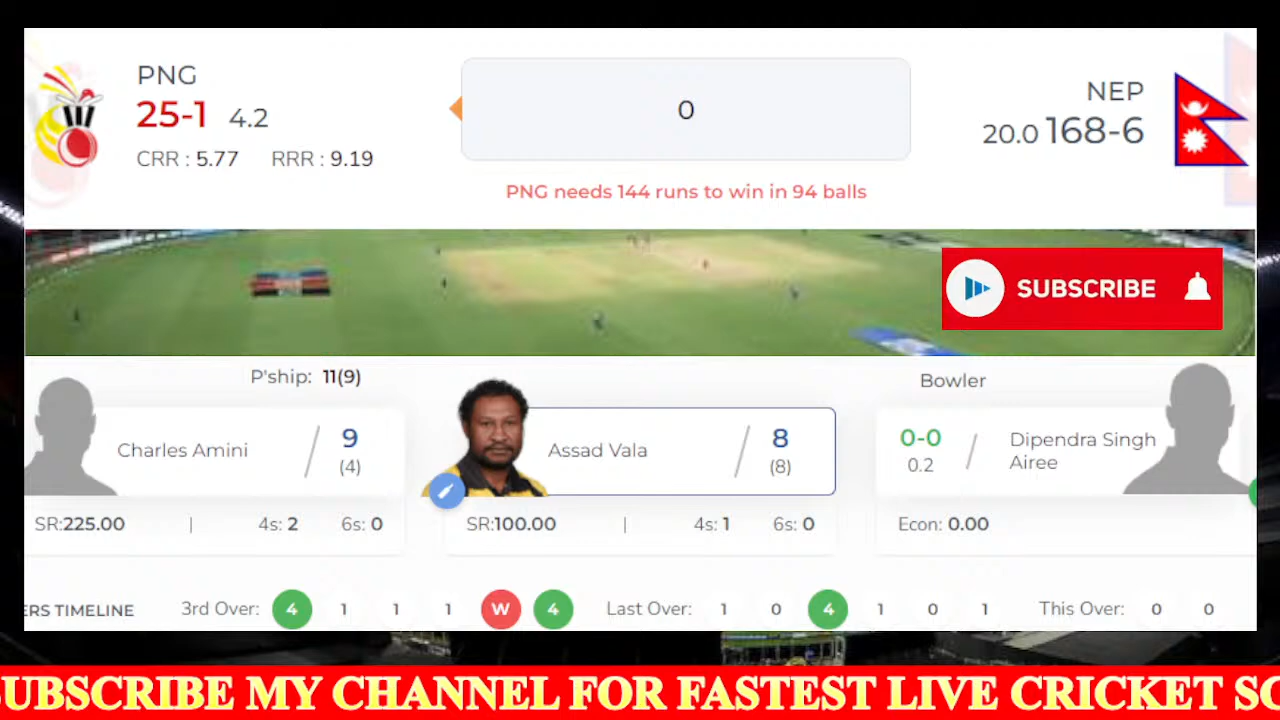 PNG
25-1 4.2
CRR : 5.77 RRR : 9.19
0
PNG needs 144 runs to win in 94 balls
NEP
20.0 168-6
SUBSCRIBE
P'ship: 11(9)
Charles Amini / 9
(4)
SR:225.00 | 4s: 2 6s: 0
Assad Vala / 8
(8)
SR:100.00 | 4s: 1 6s: 0
Bowler
0-0 / Dipendra Singh
0.2 Airee
Econ: 0.00
ERS TIMELINE 3rd Over: 4 1 1 1 W 4 Last Over: 1 0 4 1 0 1 This Over: 0 0
SUBSCRIBE MY CHANNEL FOR FASTEST LIVE CRICKET SC